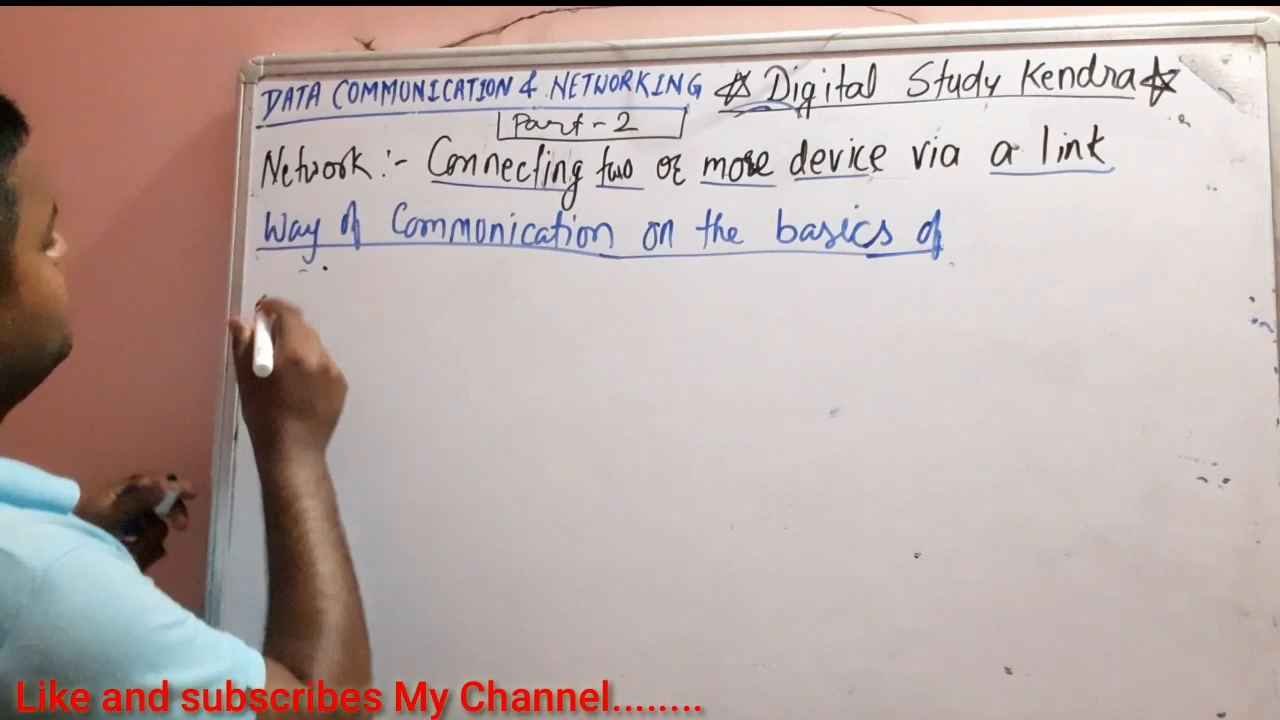 DATA COMMUNICATION & NETWORKING ☆ Digital Study Kendra ☆
Part-2
Network :- Connecting two or more device via a link
Way of Communication on the basics of
Like and subscribes My Channel........